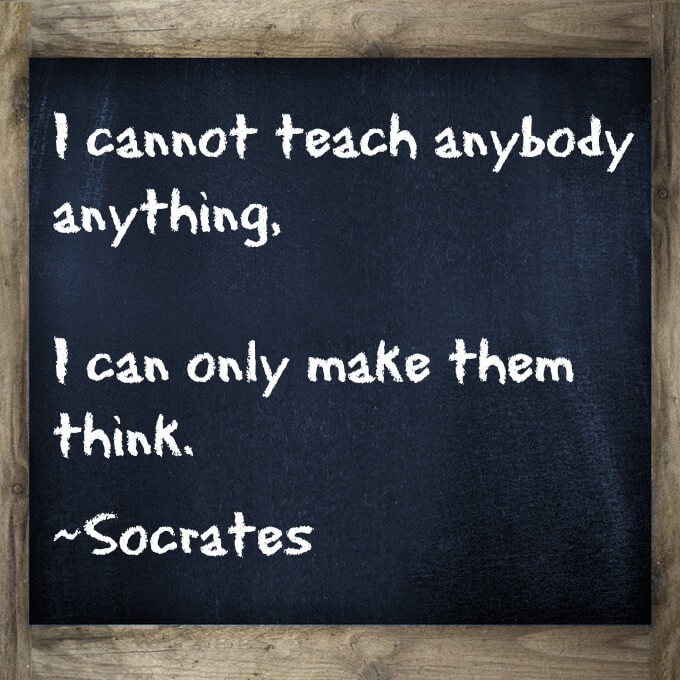 I cannot teach anybody
anything,
I can only make them
think.
~Socrates